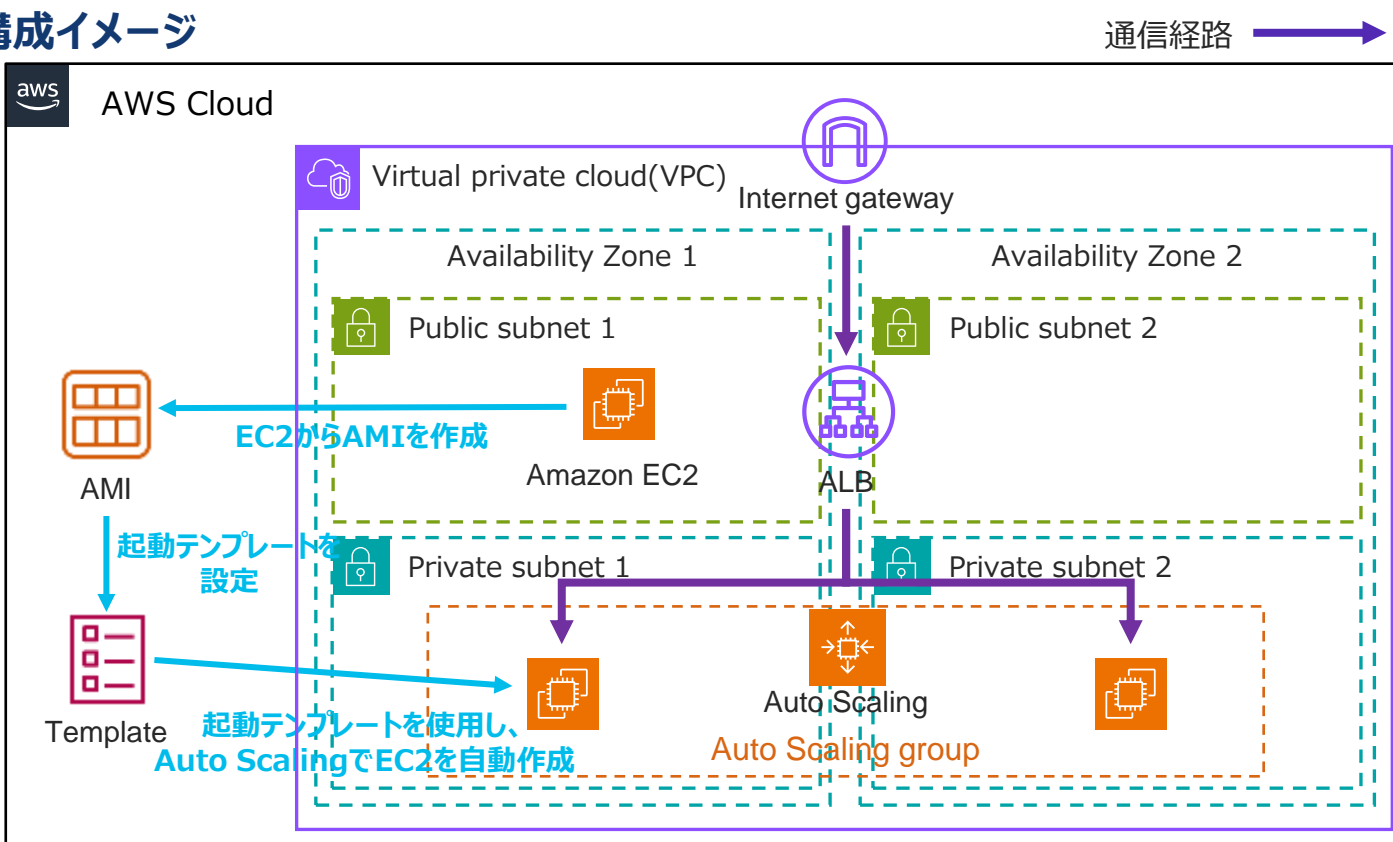 構成イメージ
通信経路
aws
AWS Cloud
Virtual private cloud(VPC)
Internet gateway
Availability Zone 1
Availability Zone 2
Public subnet 1
Public subnet 2
EC2からAMIを作成
Amazon EC2
ALB
AMI
起動テンプレートを
設定
Private subnet 1
Private subnet 2
Template
起動テンプレートを使用し、
Auto ScalingでEC2を自動作成
Auto Scaling
Auto Scaling group